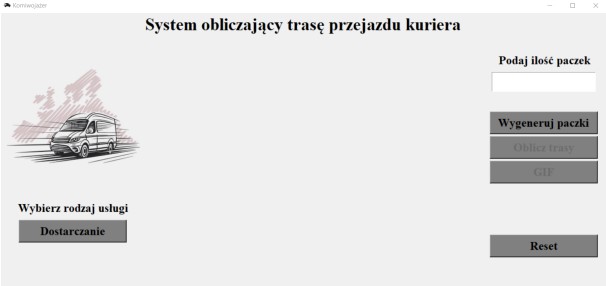 Komiwojażer
System obliczający trasę przejazdu kuriera
Podaj ilość paczek
Wygeneruj paczki
Oblicz trasy
GIF
Wybierz rodzaj usługi
Dostarczanie
Reset